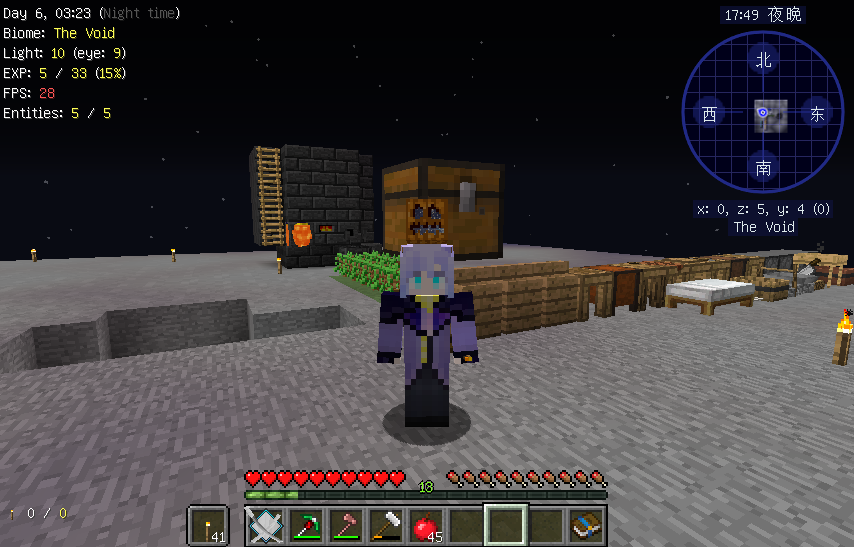 Day 6, 03:23 (Night time)
Biome: The Void
Light: 10 (eye: 9)
EXP: 5 / 33 (15%)
FPS: 28
Entities: 5 / 5
17:49 夜晚
北
西
东
南
x: 0, z: 5, y: 4 (0)
The Void
18
0 / 0
41
45